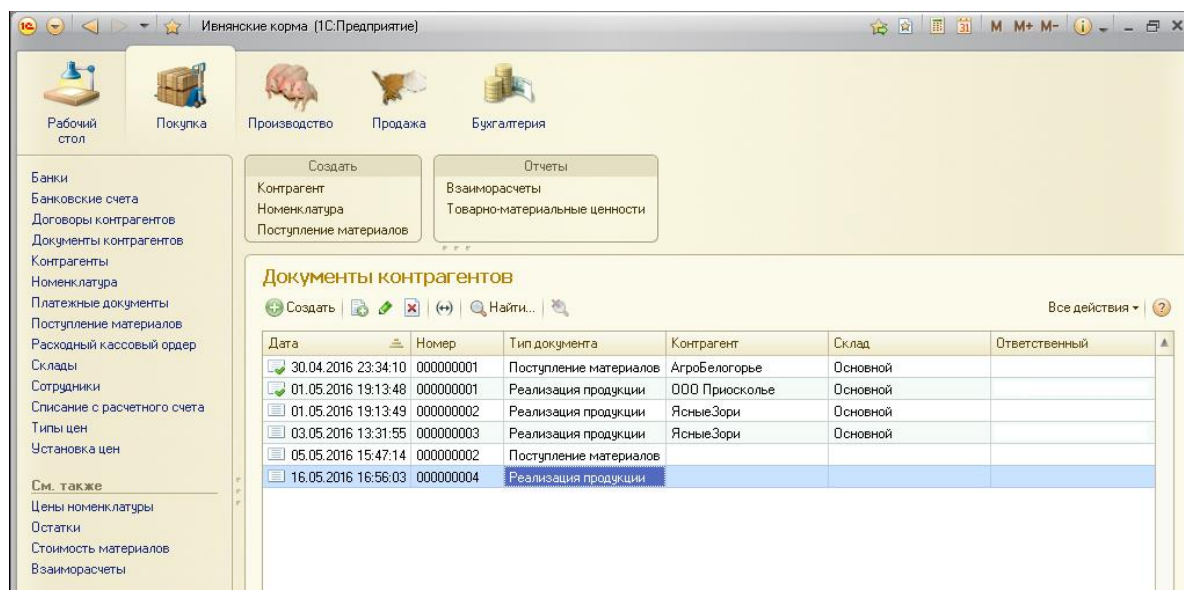 1С Ивнянские корма (1С:Предприятие) 31 M M+ M-
Рабочий стол
Покупка
Производство
Продажа
Бухгалтерия
Создать
Контрагент
Номенклатура
Поступление материалов
Отчеты
Взаиморасчеты
Товарно-материальные ценности
Банки
Банковские счета
Договоры контрагентов
Документы контрагентов
Контрагенты
Номенклатура
Платежные документы
Поступление материалов
Расходный кассовый ордер
Склады
Сотрудники
Списание с расчетного счета
Типы цен
Установка цен
См. также
Цены номенклатуры
Остатки
Стоимость материалов
Взаиморасчеты
Документы контрагентов
Создать Найти... Все действия ?
Дата Номер Тип документа Контрагент Склад Ответственный
30.04.2016 23:34:10 000000001 Поступление материалов АгроБелогорье Основной
01.05.2016 19:13:48 000000001 Реализация продукции ООО Приосколье Основной
01.05.2016 19:13:49 000000002 Реализация продукции ЯсныеЗори Основной
03.05.2016 13:31:55 000000003 Реализация продукции ЯсныеЗори Основной
05.05.2016 15:47:14 000000002 Поступление материалов
16.05.2016 16:56:03 000000004 Реализация продукции